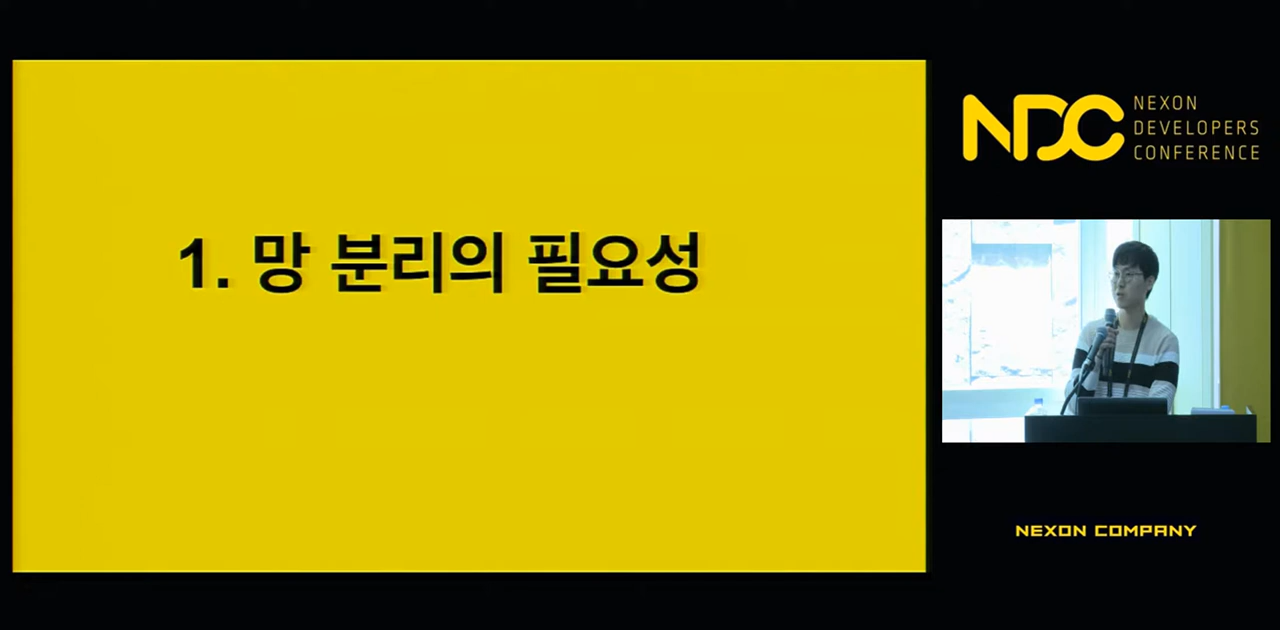 1. 망 분리의 필요성
NDC
NEXON
DEVELOPERS
CONFERENCE
NEXON COMPANY